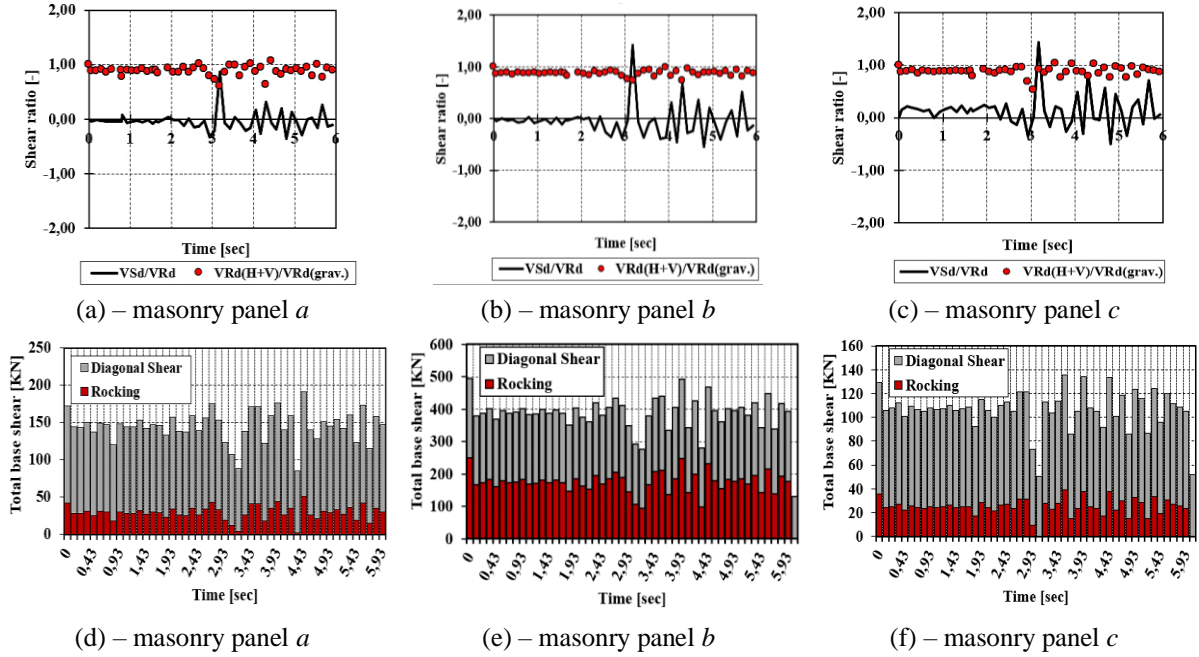 2,00
1,00
0,00
-1,00
-2,00
Shear ratio [-]
0 1 2 3 4 5 6
Time [sec]
VSd/VRd VRd(H+V)/VRd(grav.)
(a) – masonry panel a
2,00
1,00
0,00
-1,00
-2,00
Shear ratio [-]
0 1 2 3 4 5 6
Time [sec]
VSd/VRd VRd(H+V)/VRd(grav.)
(b) – masonry panel b
2,00
1,00
0,00
-1,00
-2,00
Shear ratio [-]
0 1 2 3 4 5 6
Time [sec]
VSd/VRd VRd(H+V)/VRd(grav.)
(c) – masonry panel c
250
200
150
100
50
0
Total base shear [KN]
Diagonal Shear
Rocking
0 0,43 0,93 1,43 1,93 2,43 2,93 3,43 3,93 4,43 4,93 5,43 5,93
Time [sec]
(d) – masonry panel a
600
500
400
300
200
100
0
Total base shear [KN]
Diagonal Shear
Rocking
0 0,43 0,93 1,43 1,93 2,43 2,93 3,43 3,93 4,43 4,93 5,43 5,93
Time [sec]
(e) – masonry panel b
160
140
120
100
80
60
40
20
0
Total base shear [KN]
Diagonal Shear
Rocking
0 0,43 0,93 1,43 1,93 2,43 2,93 3,43 3,93 4,43 4,93 5,43 5,93
Time [sec]
(f) – masonry panel c